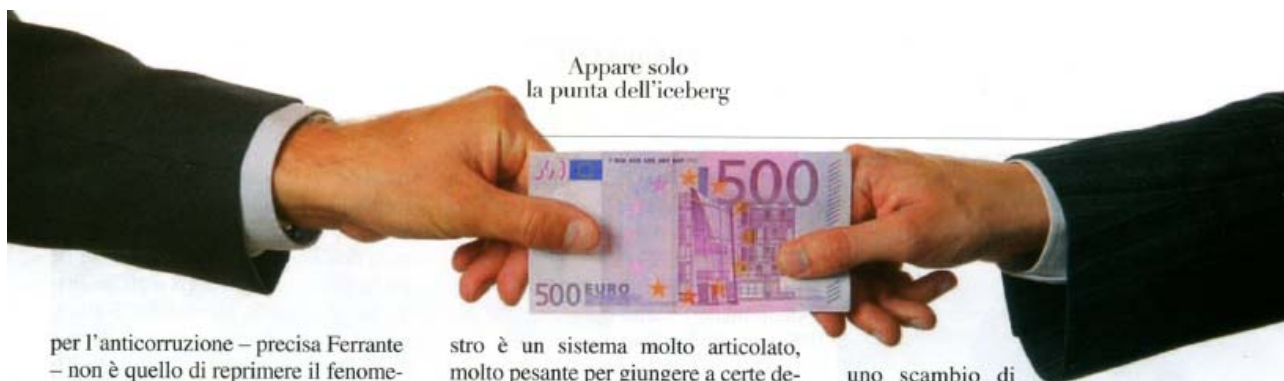 Appare solo
la punta dell'iceberg
500
500 EURO
per l'anticorruzione – precisa Ferrante
– non è quello di reprimere il fenome-
stro è un sistema molto articolato,
molto pesante per giungere a certe de-
uno scambio di